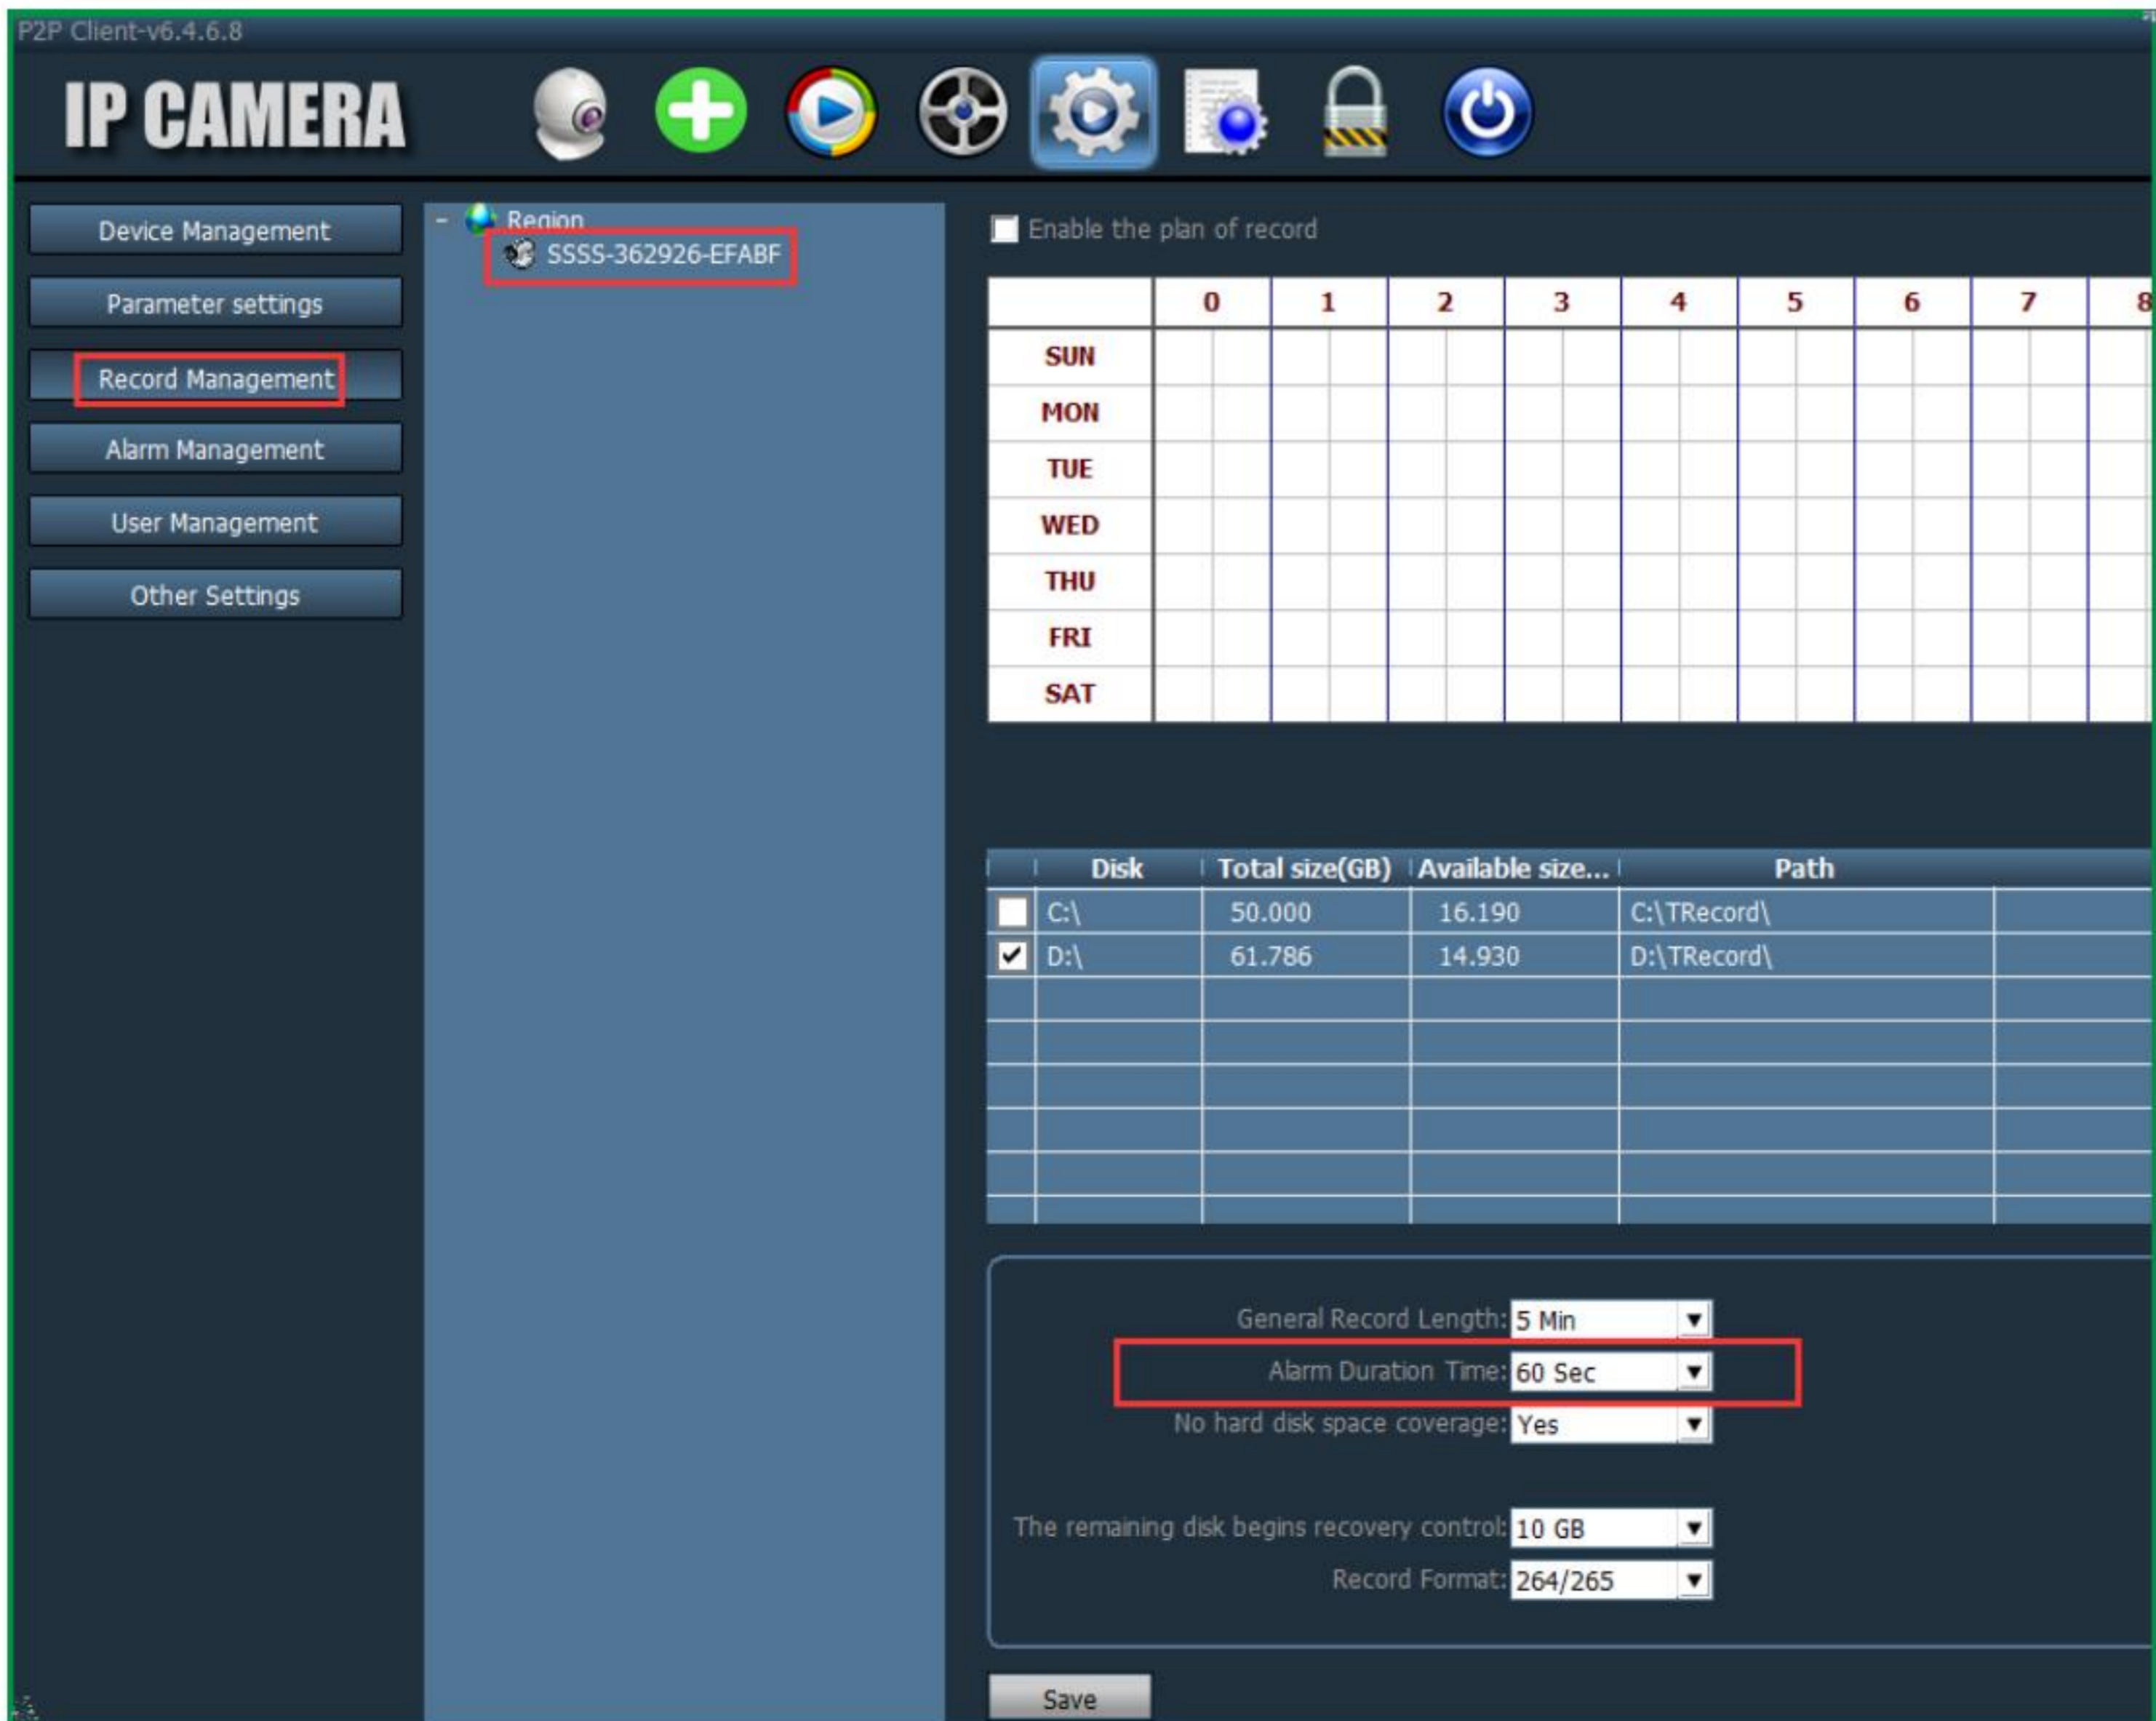 P2P Client-v6.4.6.8
IP CAMERA
Device Management
Parameter settings
Record Management
Alarm Management
User Management
Other Settings
Region
SSSS-362926-EFABF
Enable the plan of record
0 1 2 3 4 5 6 7 8
SUN
MON
TUE
WED
THU
FRI
SAT
Disk Total size(GB) Available size... Path
C:\ 50.000 16.190 C:\TRecord\
D:\ 61.786 14.930 D:\TRecord\
General Record Length: 5 Min
Alarm Duration Time: 60 Sec
No hard disk space coverage: Yes
The remaining disk begins recovery control: 10 GB
Record Format: 264/265
Save